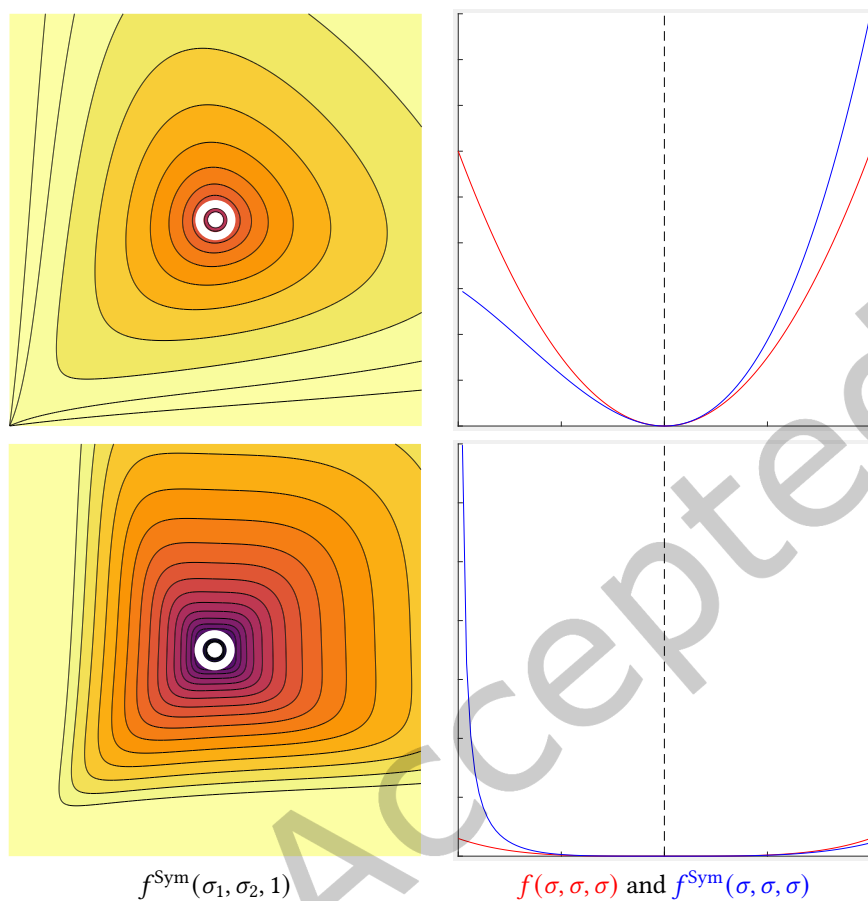 f^Sym(σ₁, σ₂, 1)
f(σ, σ, σ) and f^Sym(σ, σ, σ)
Accepted